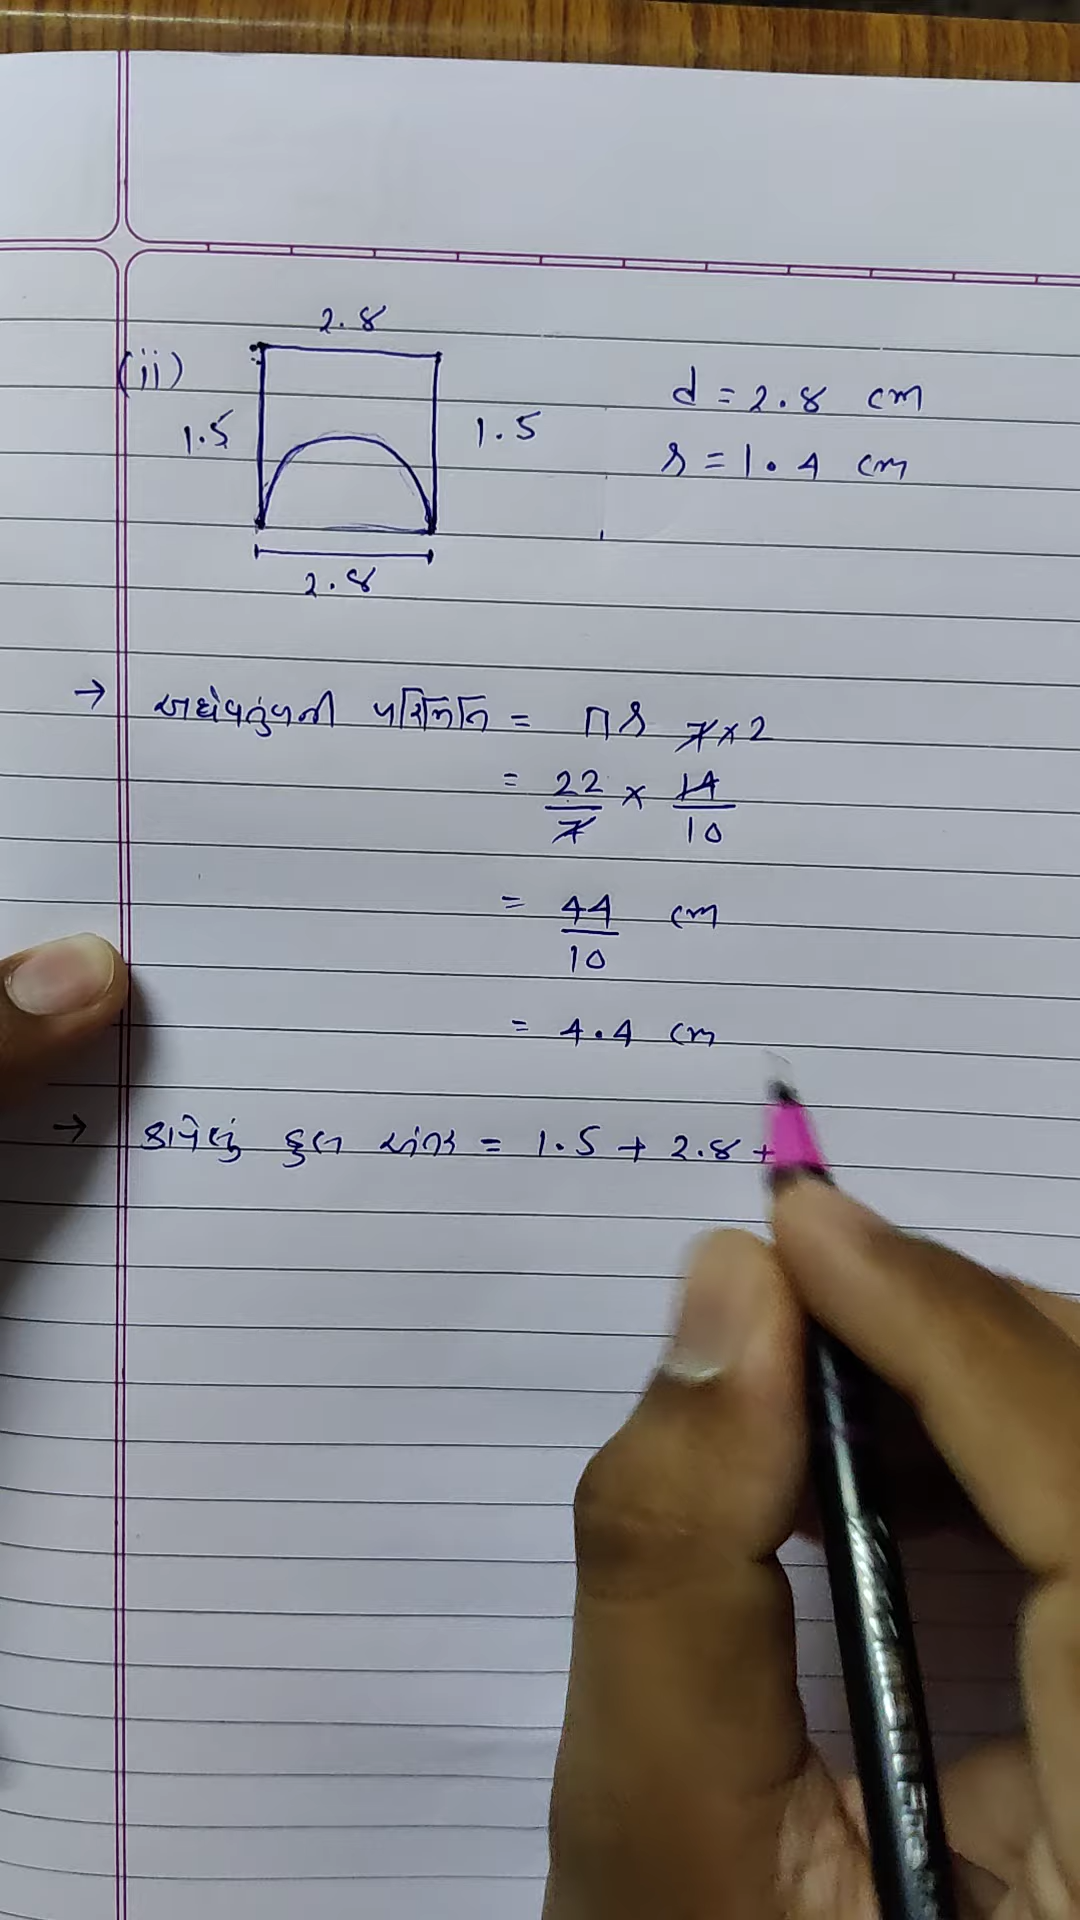 2.8
(ii)
1.5
1.5
2.8
d = 2.8 cm
r = 1.4 cm
→ અર્ધવર્તુળની પરિમિતિ = πr
7×2
= 22/7 × 14/10
= 44/10 cm
= 4.4 cm
→ કાપેલું કુલ અંતર = 1.5 + 2.8 +